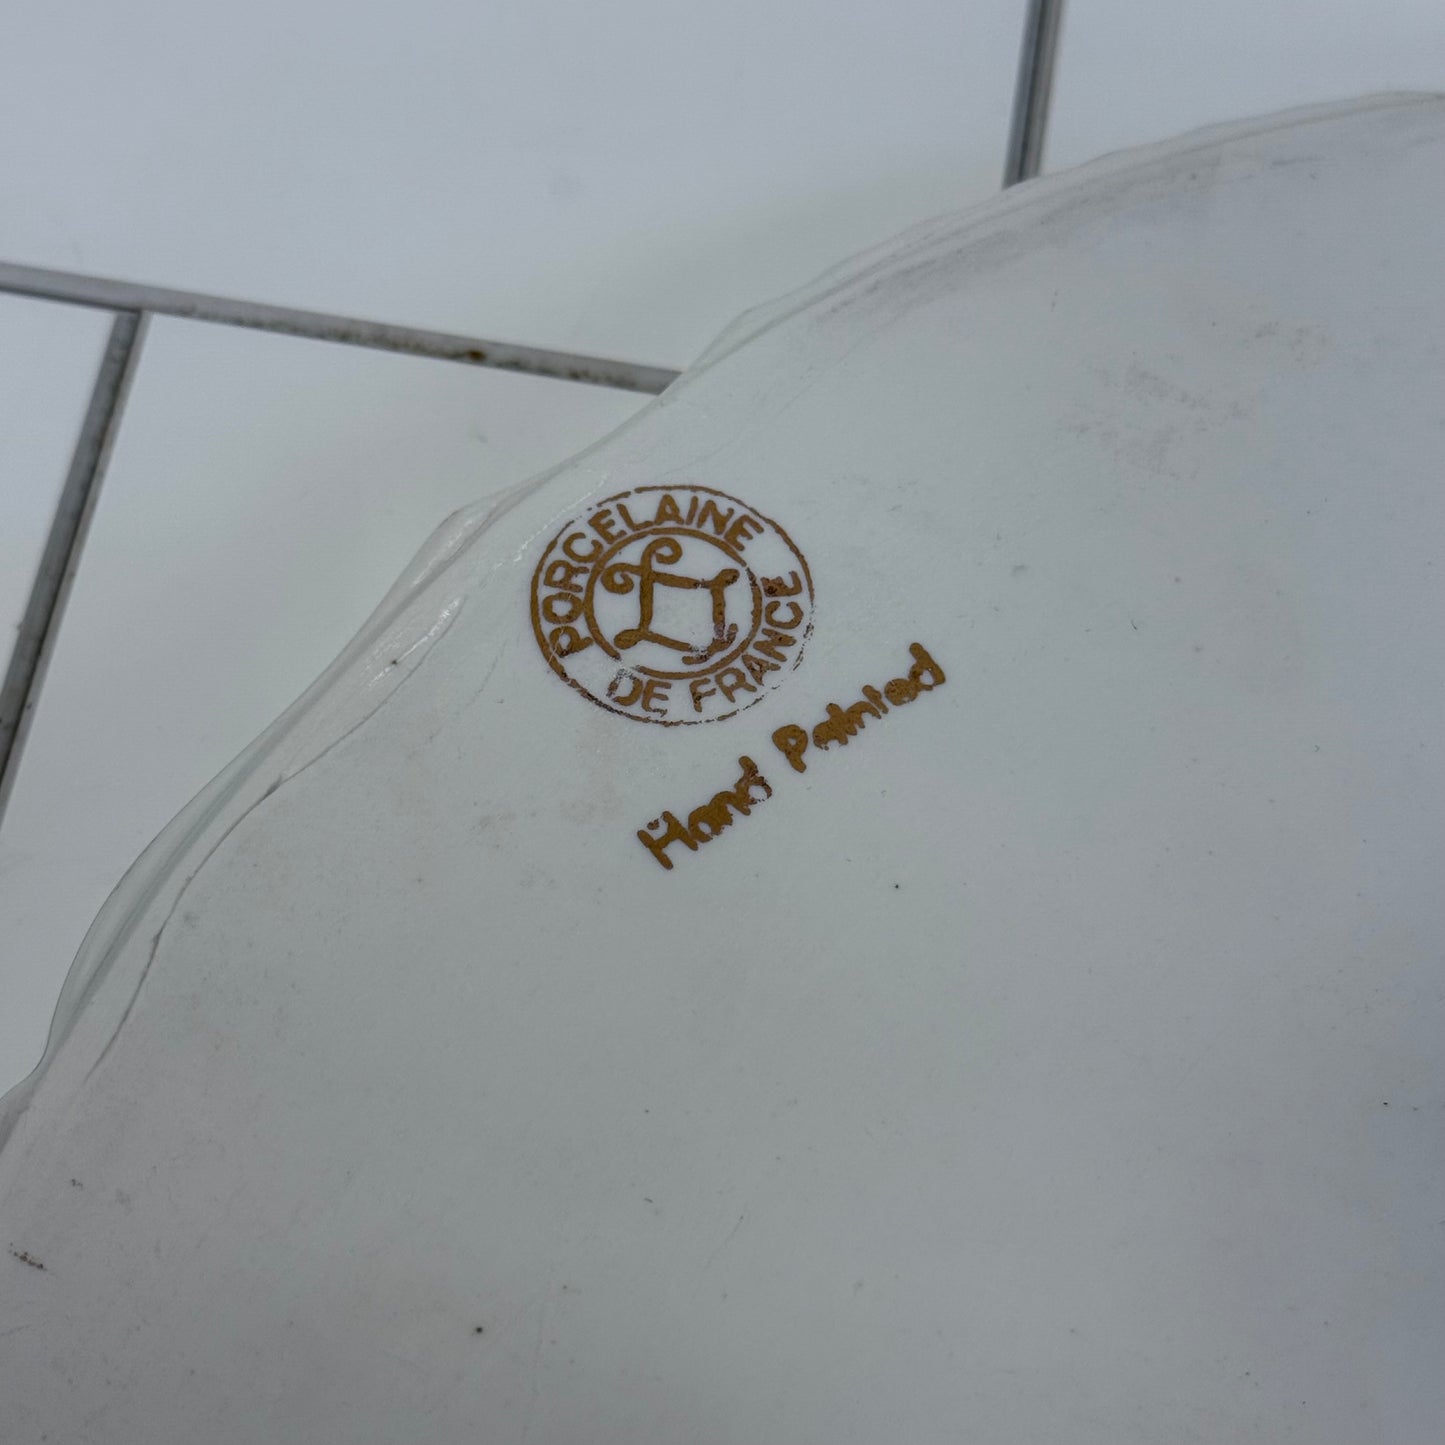 PORCELAINE
DE FRANCE
Hand Painted